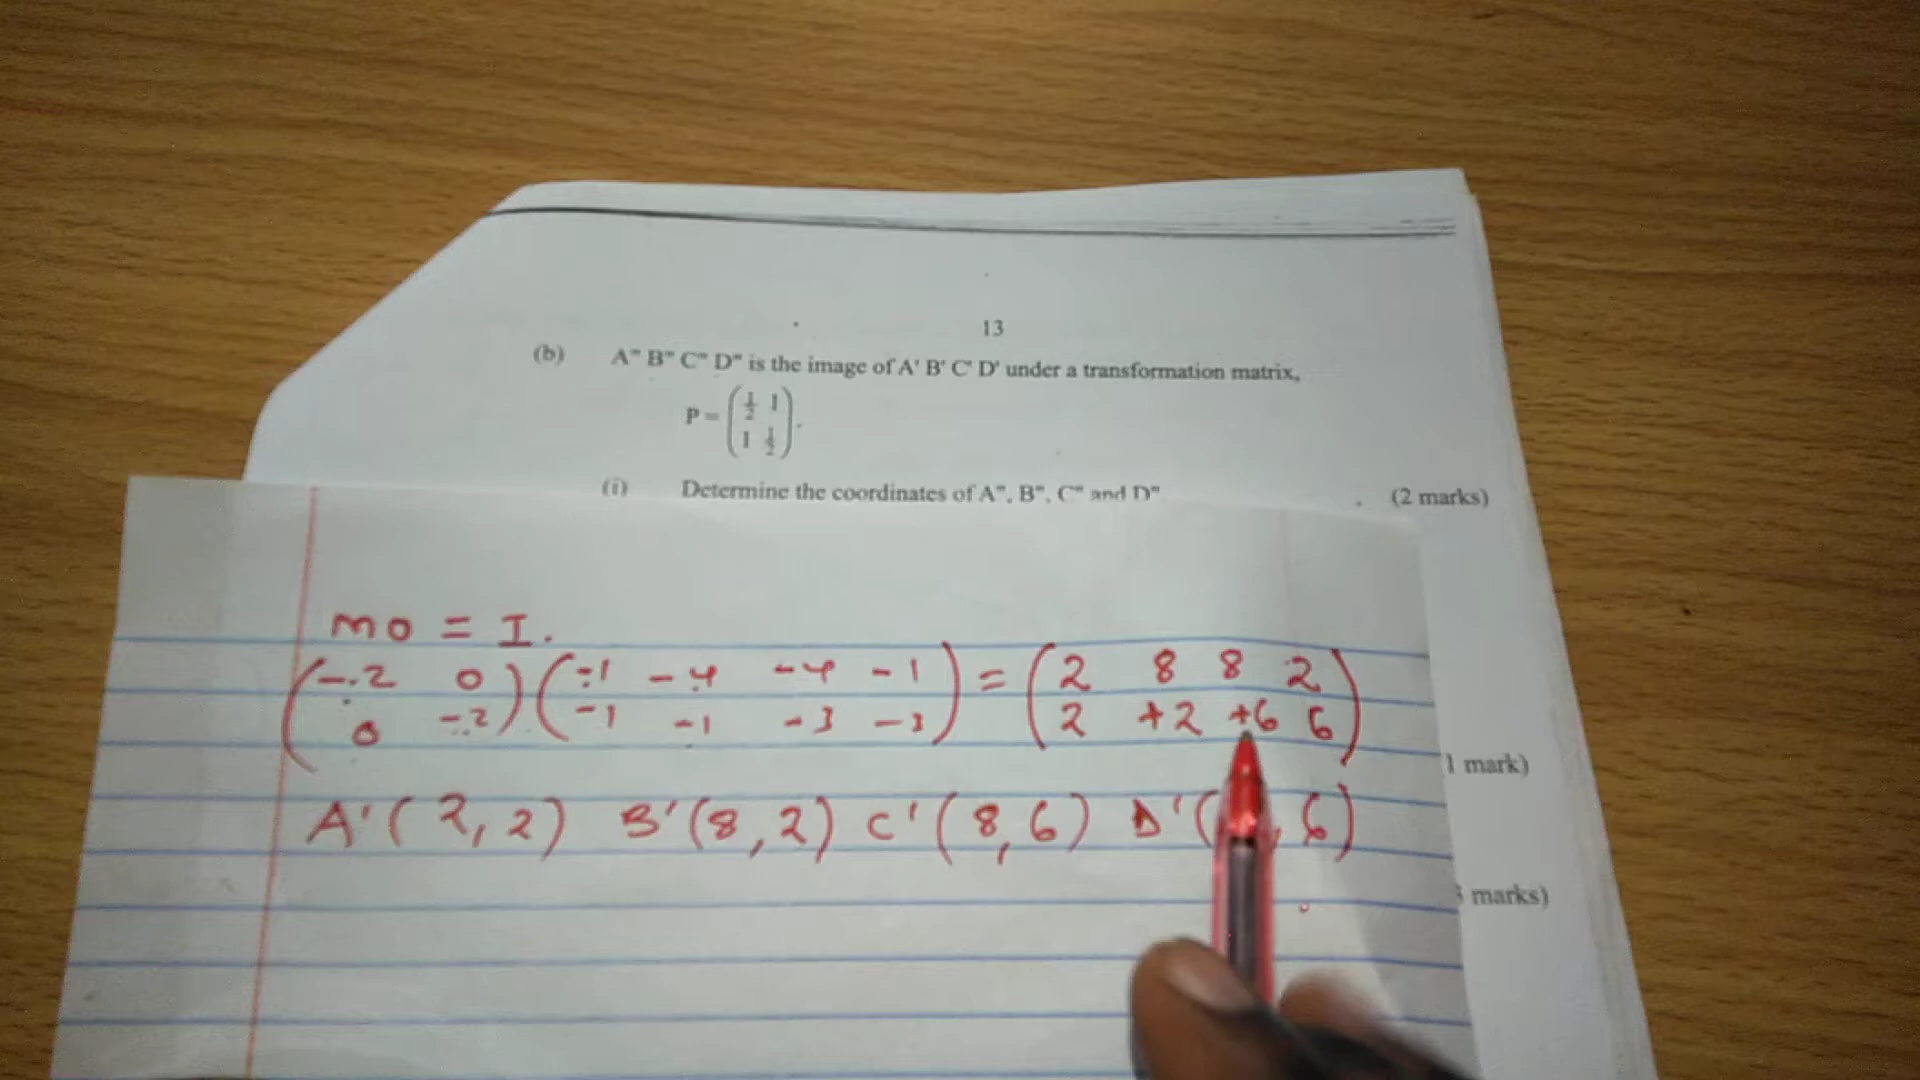 13
(b) A" B" C" D" is the image of A' B' C' D' under a transformation matrix,
P = (1/2 1
1 1/2).
(i) Determine the coordinates of A", B", C" and D" (2 marks)
mo = I.
(-2 0) (-1 -4 -4 -1) = (2 8 8 2)
(0 -2) (-1 -1 -3 -3) (2 +2 +6 6)
1 mark)
A'(2,2) B'(8,2) C'(8,6) D'( ,6)
marks)